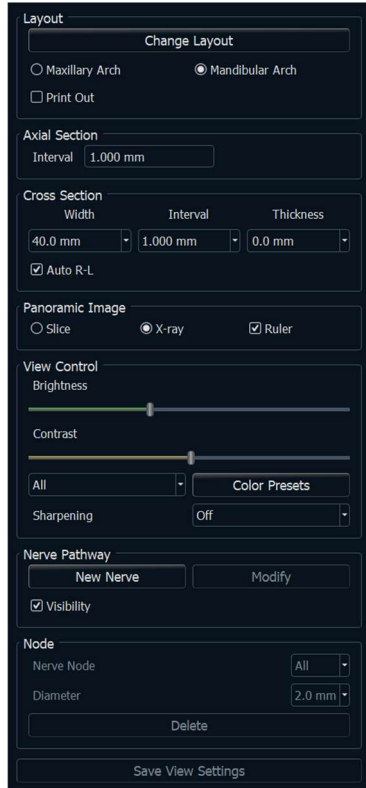 Layout
Change Layout
Maxillary Arch Mandibular Arch
Print Out
Axial Section
Interval 1.000 mm
Cross Section
Width Interval Thickness
40.0 mm 1.000 mm 0.0 mm
Auto R-L
Panoramic Image
Slice X-ray Ruler
View Control
Brightness
Contrast
All Color Presets
Sharpening Off
Nerve Pathway
New Nerve Modify
Visibility
Node
Nerve Node All
Diameter 2.0 mm
Delete
Save View Settings